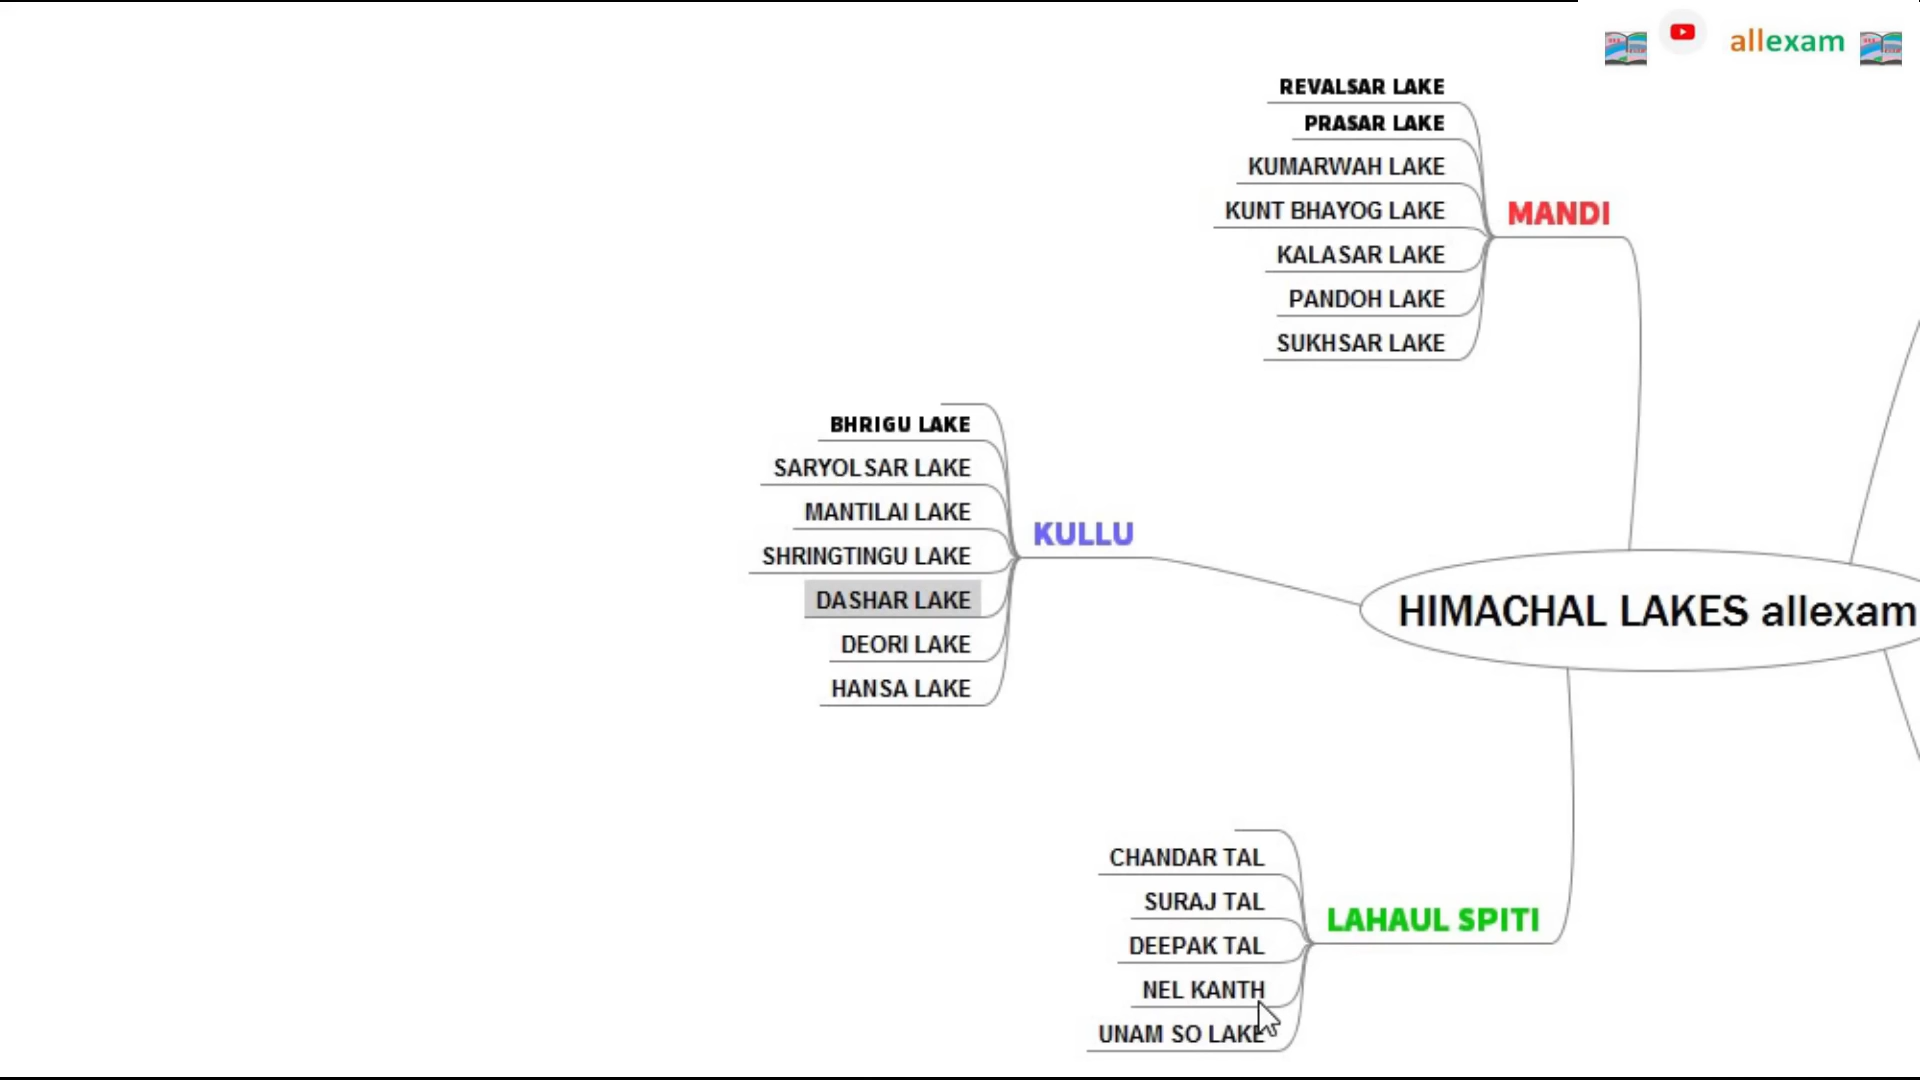 allexam
REVALSAR LAKE
PRASAR LAKE
KUMARWAH LAKE
KUNT BHAYOG LAKE
KALASAR LAKE
PANDOH LAKE
SUKHSAR LAKE
MANDI
BHRIGU LAKE
SARYOLSAR LAKE
MANTILAI LAKE
SHRINGTINGU LAKE
DASHAR LAKE
DEORI LAKE
HANSA LAKE
KULLU
HIMACHAL LAKES allexam
CHANDAR TAL
SURAJ TAL
DEEPAK TAL
NEL KANTH
UNAM SO LAKE
LAHAUL SPITI